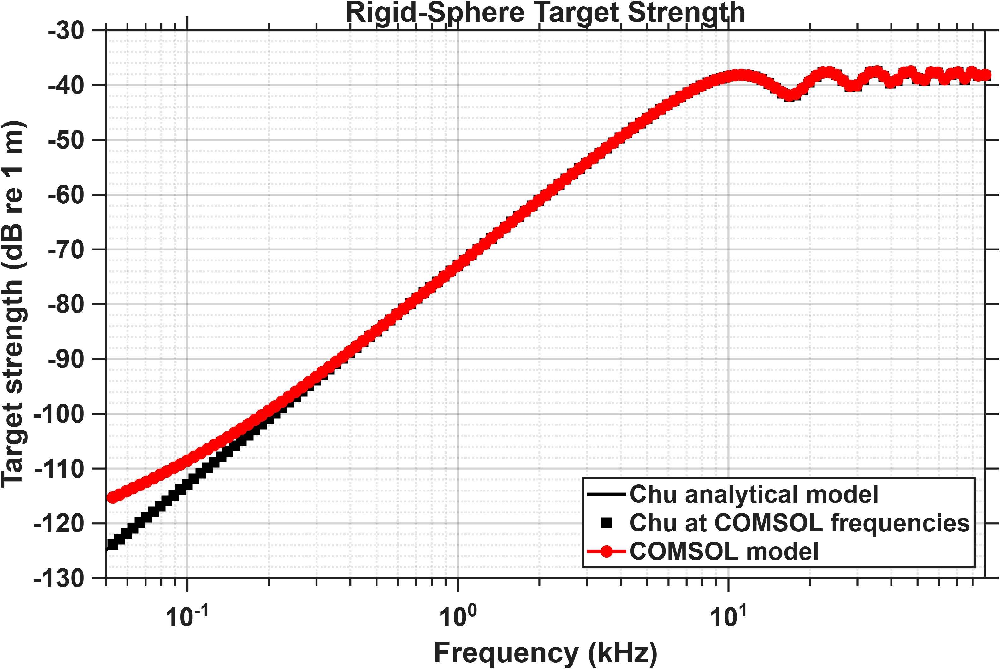 Rigid-Sphere Target Strength
Target strength (dB re 1 m)
-30
-40
-50
-60
-70
-80
-90
-100
-110
-120
-130
Chu analytical model
Chu at COMSOL frequencies
COMSOL model
10-1
100
101
Frequency (kHz)